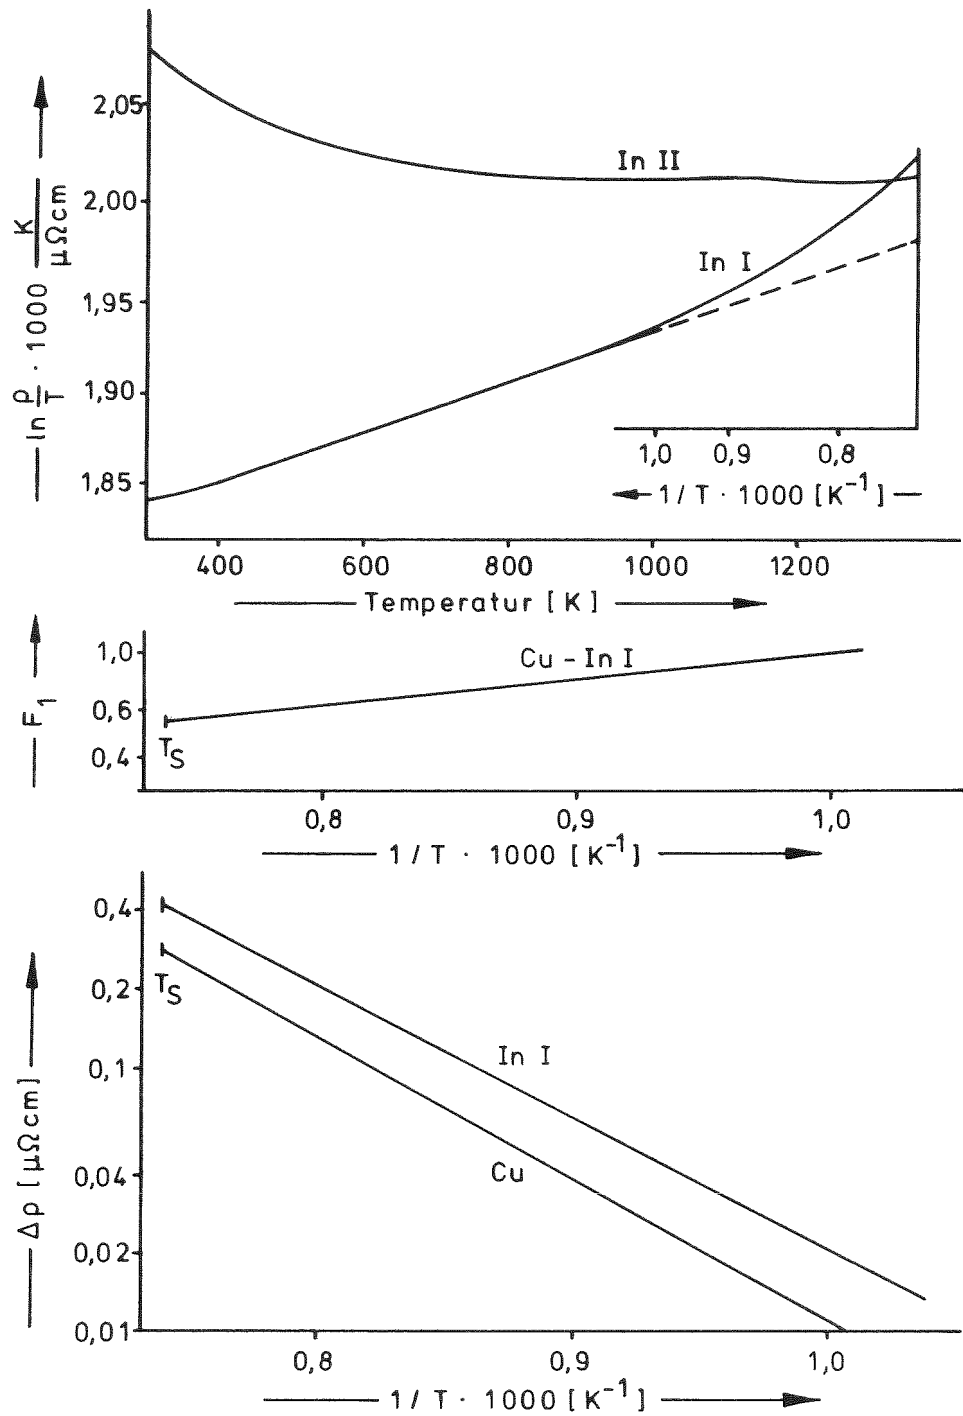 2,05
In II
2,00
ln ρ/T · 1000 K/μΩcm
In I
1,95
1,90
1,0 0,9 0,8
1,85
1/T · 1000 [K⁻¹]
400 600 800 1000 1200
Temperatur [K]
1,0
Cu – In I
F₁
0,6
T_S
0,4
0,8 0,9 1,0
1/T · 1000 [K⁻¹]
0,4
T_S
0,2
In I
0,1
Δρ [μΩcm]
Cu
0,04
0,02
0,01
0,8 0,9 1,0
1/T · 1000 [K⁻¹]